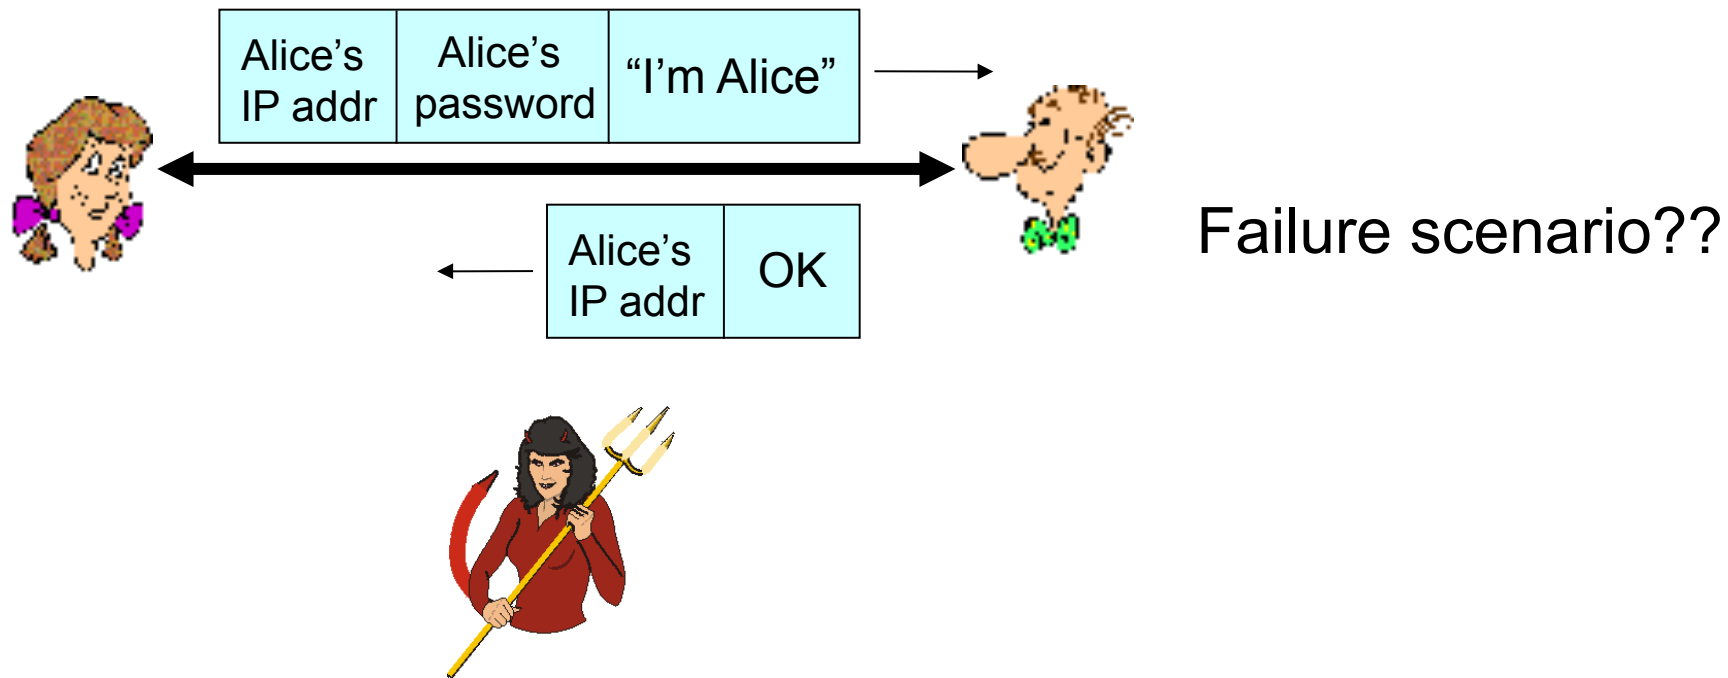 Alice’s
IP addr
Alice’s
password
“I’m Alice”
Alice’s
IP addr
OK
Failure scenario??